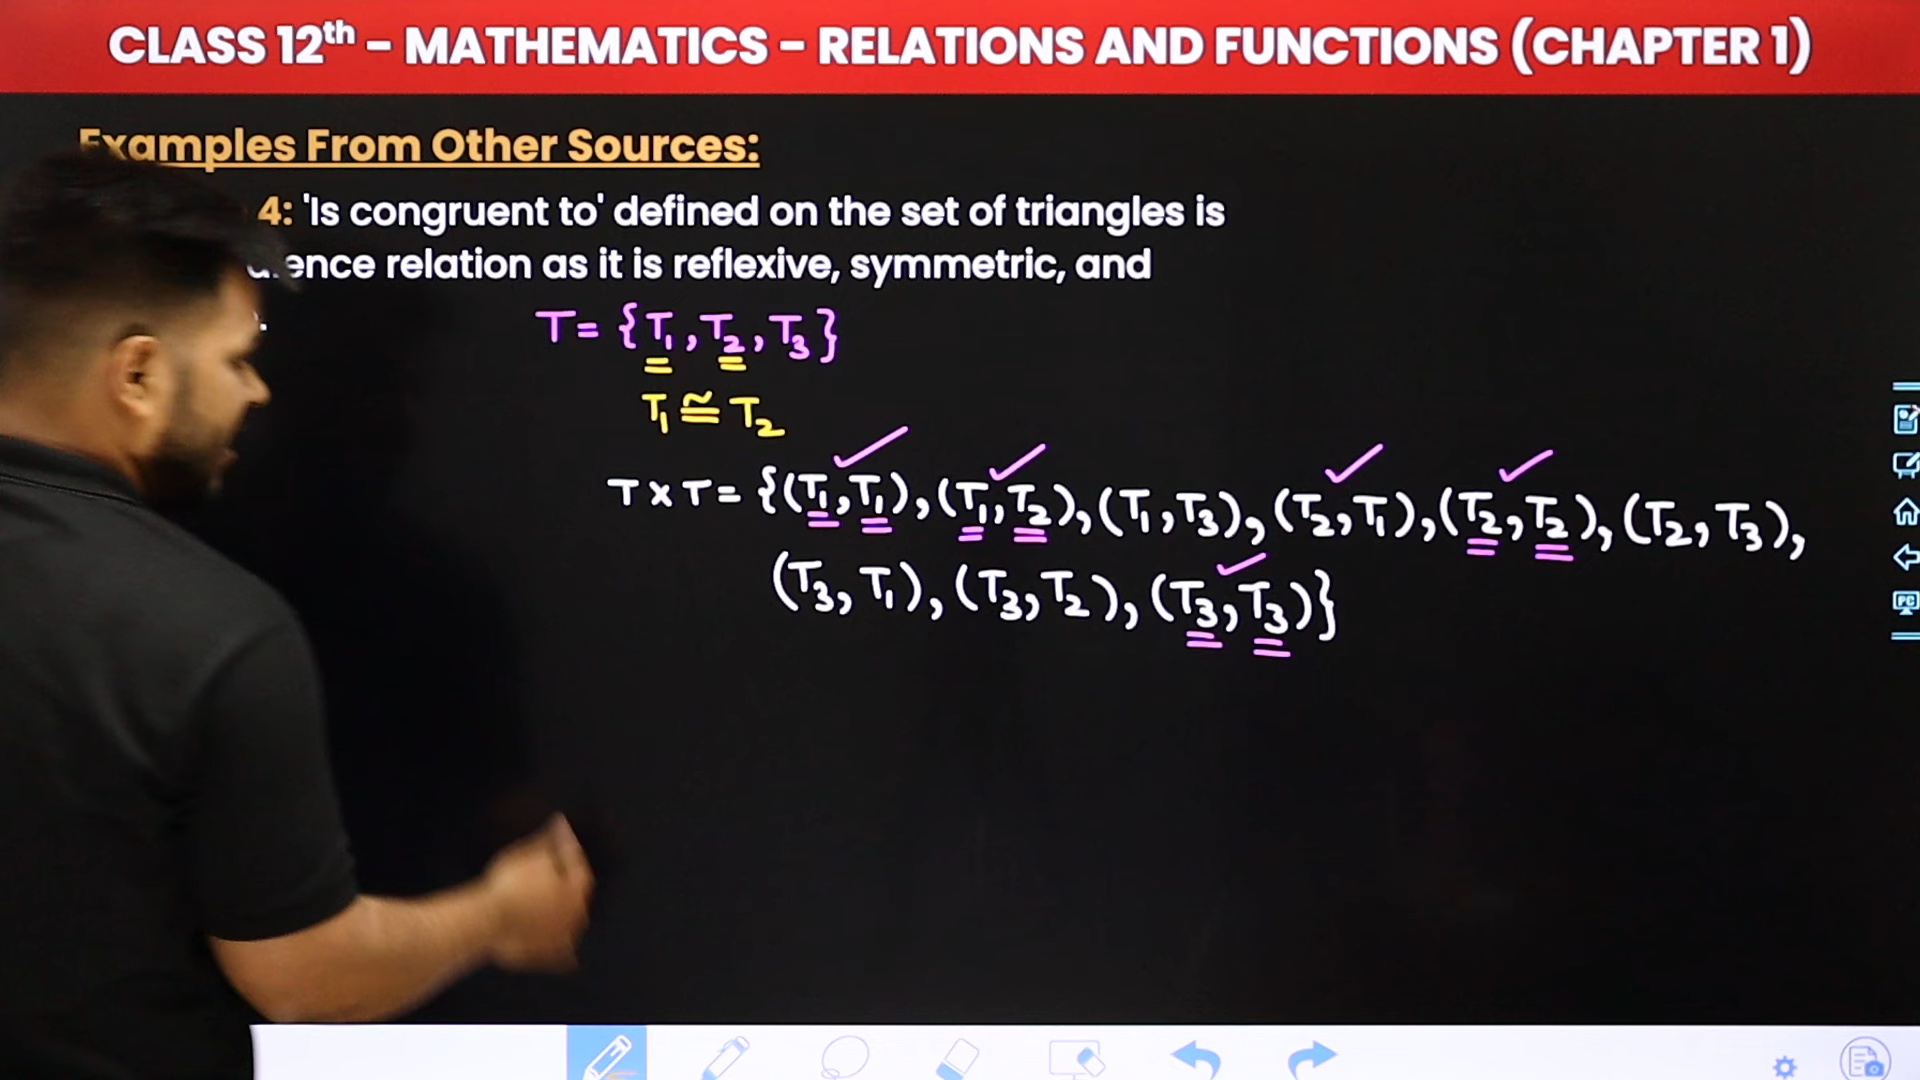 CLASS 12th - MATHEMATICS - RELATIONS AND FUNCTIONS (CHAPTER 1)
Examples From Other Sources:
4: 'Is congruent to' defined on the set of triangles is
ence relation as it is reflexive, symmetric, and
T = {T₁, T₂, T₃}
T₁ ≅ T₂
T × T = {(T₁, T₁), (T₁, T₂), (T₁, T₃), (T₂, T₁), (T₂, T₂), (T₂, T₃),
(T₃, T₁), (T₃, T₂), (T₃, T₃)}
PC